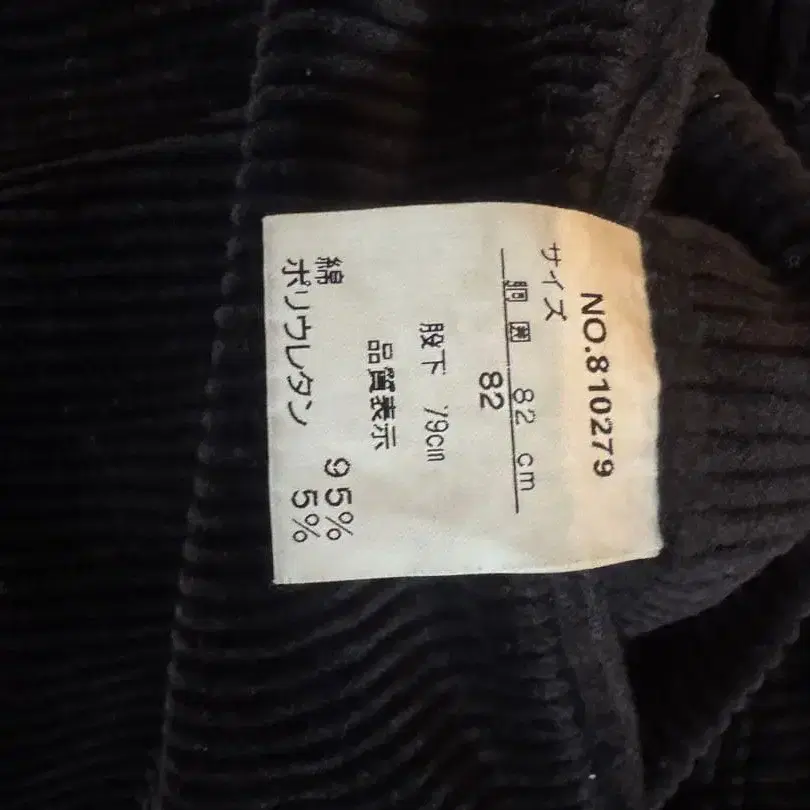 NO.810279
サイズ
胴囲 82 cm
82
股下 79cm
品質表示
綿 95%
ポリウレタン 5%